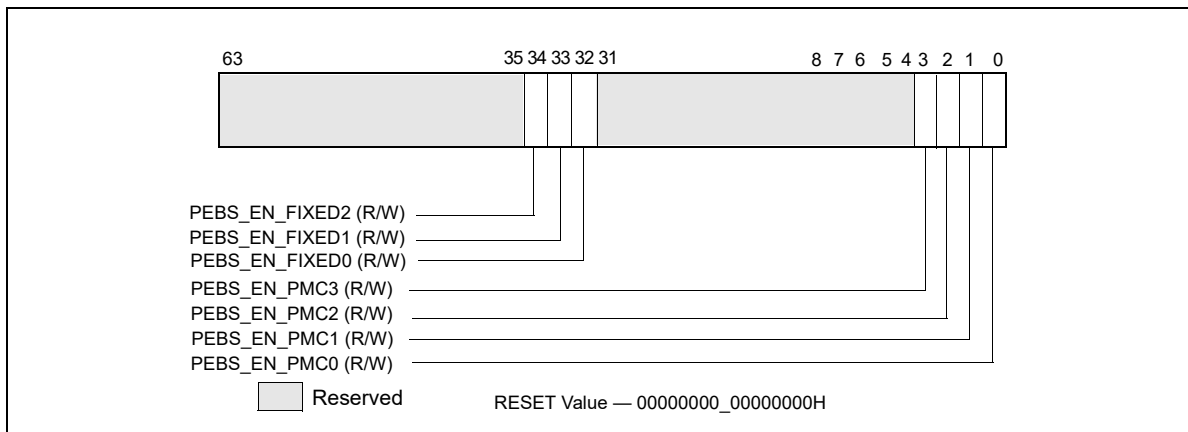 63 35 34 33 32 31 8 7 6 5 4 3 2 1 0
PEBS_EN_FIXED2 (R/W)
PEBS_EN_FIXED1 (R/W)
PEBS_EN_FIXED0 (R/W)
PEBS_EN_PMC3 (R/W)
PEBS_EN_PMC2 (R/W)
PEBS_EN_PMC1 (R/W)
PEBS_EN_PMC0 (R/W)
Reserved RESET Value — 00000000_00000000H